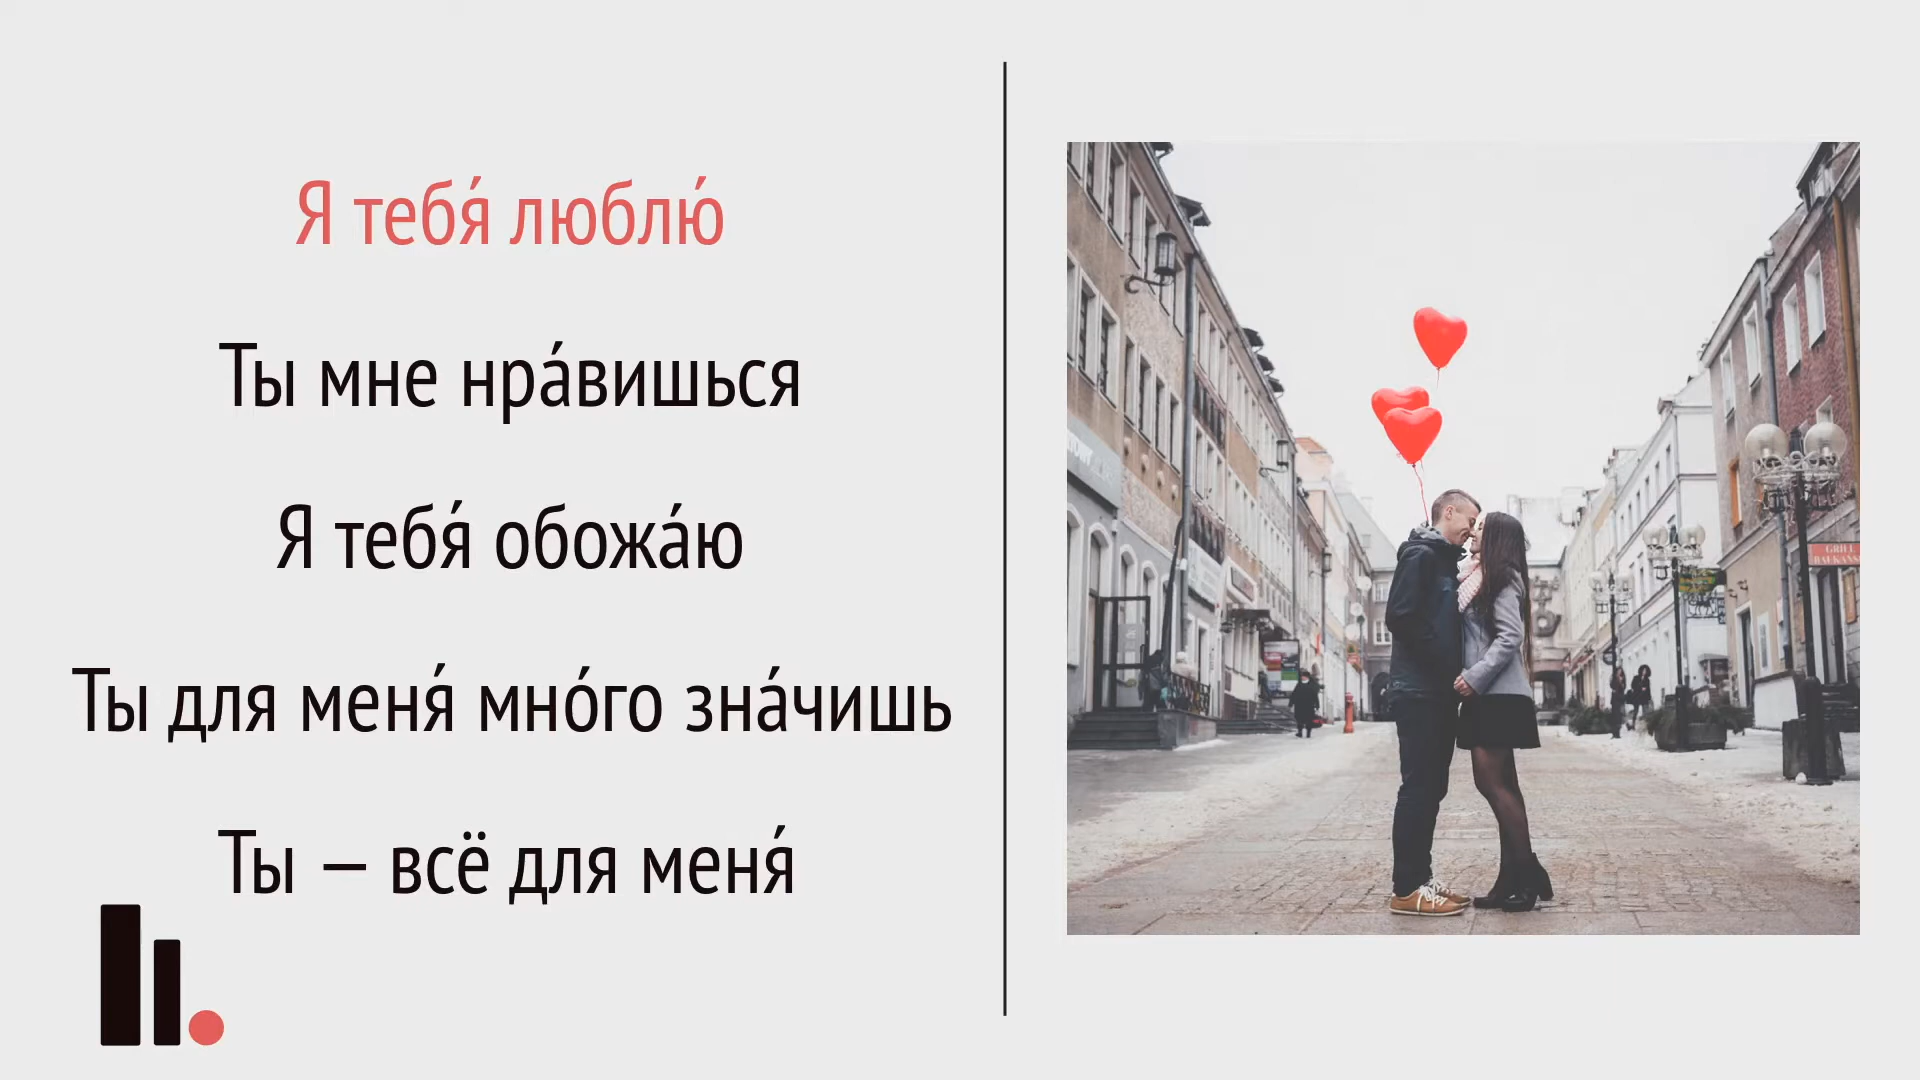 Я тебя́ люблю́
Ты мне нра́вишься
Я тебя́ обожа́ю
Ты для меня́ мно́го зна́чишь
Ты — всё для меня́
GRILL